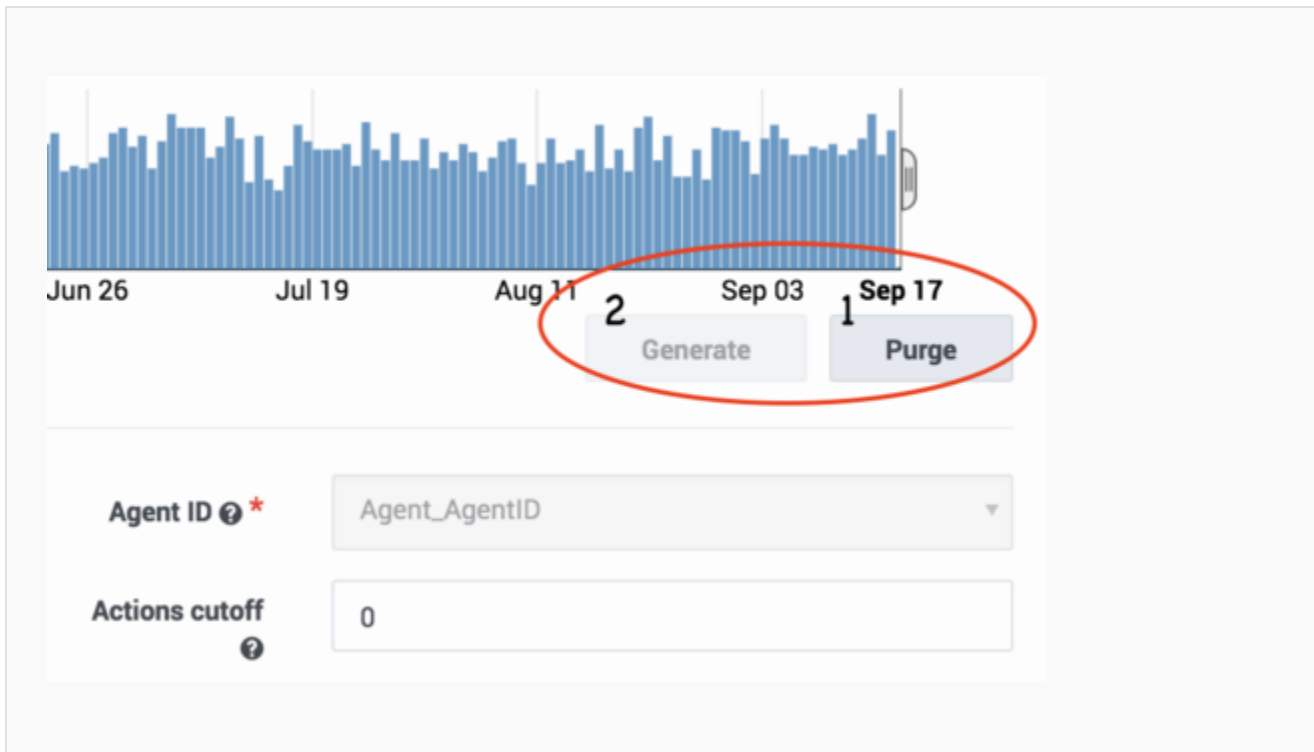 Jun 26 Jul 19 Aug 11 Sep 03 Sep 17
2 1
Generate Purge
Agent ID ? * Agent_AgentID
Actions cutoff 0
?